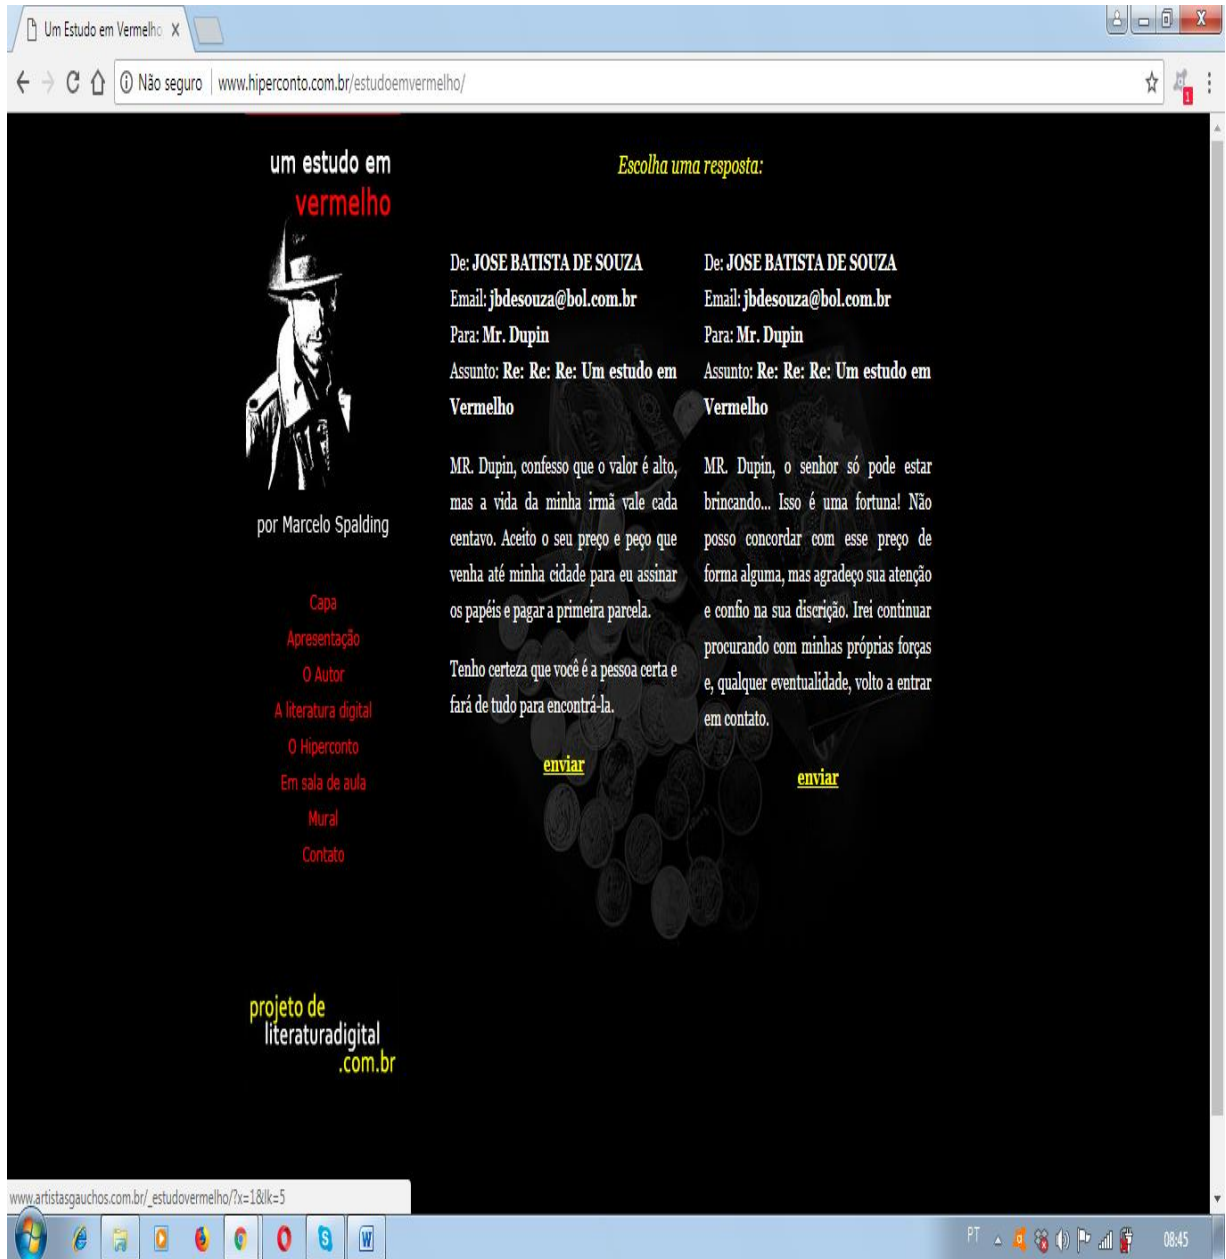 Um Estudo em Vermelho
Não seguro
www.hiperconto.com.br/estudoemvermelho/
1
um estudo em
vermelho
por Marcelo Spalding
Capa
Apresentação
O Autor
A literatura digital
O Hiperconto
Em sala de aula
Mural
Contato
projeto de
literaturadigital
.com.br
Escolha uma resposta:
De: JOSE BATISTA DE SOUZA
Email: jbdesouza@bol.com.br
Para: Mr. Dupin
Assunto: Re: Re: Re: Um estudo em
Vermelho
MR. Dupin, confesso que o valor é alto,
mas a vida da minha irmã vale cada
centavo. Aceito o seu preço e peço que
venha até minha cidade para eu assinar
os papéis e pagar a primeira parcela.
Tenho certeza que você é a pessoa certa e
fará de tudo para encontrá-la.
enviar
De: JOSE BATISTA DE SOUZA
Email: jbdesouza@bol.com.br
Para: Mr. Dupin
Assunto: Re: Re: Re: Um estudo em
Vermelho
MR. Dupin, o senhor só pode estar
brincando... Isso é uma fortuna! Não
posso concordar com esse preço de
forma alguma, mas agradeço sua atenção
e confio na sua discrição. Irei continuar
procurando com minhas próprias forças
e, qualquer eventualidade, volto a entrar
em contato.
enviar
www.artistasgauchos.com.br/_estudovermelho/?x=1&lk=5
PT
08:45